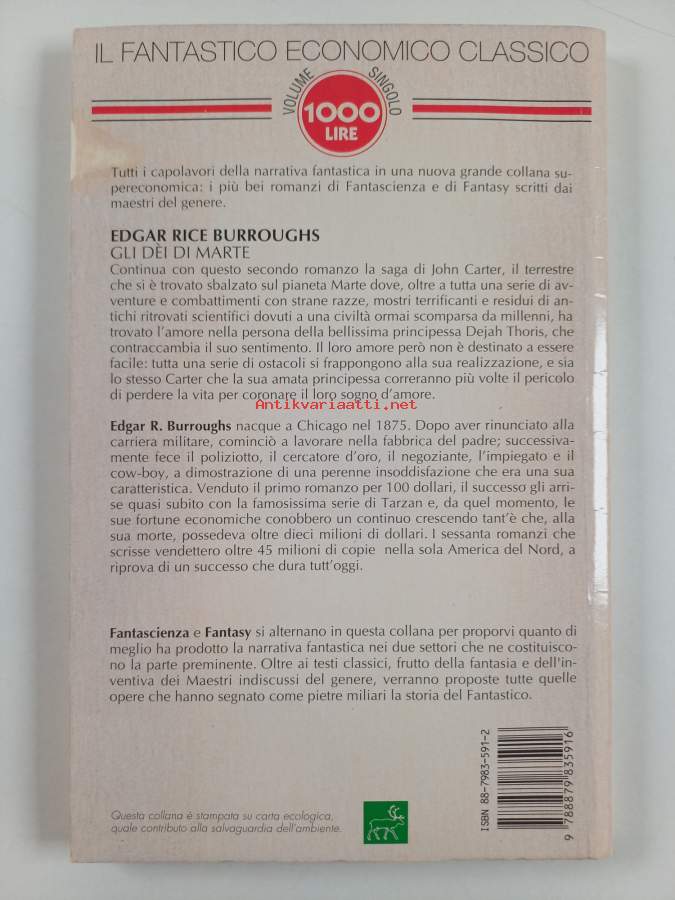 IL FANTASTICO ECONOMICO CLASSICO
VOLUME SINGOLO
1000
LIRE
Tutti i capolavori della narrativa fantastica in una nuova grande collana su-
pereconomica: i più bei romanzi di Fantascienza e di Fantasy scritti dai
maestri del genere.
EDGAR RICE BURROUGHS
GLI DÈI DI MARTE
Continua con questo secondo romanzo la saga di John Carter, il terrestre
che si è trovato sbalzato sul pianeta Marte dove, oltre a tutta una serie di av-
venture e combattimenti con strane razze, mostri terrificanti e residui di an-
tichi ritrovati scientifici dovuti a una civiltà ormai scomparsa da millenni, ha
trovato l'amore nella persona della bellissima principessa Dejah Thoris, che
contraccambia il suo sentimento. Il loro amore però non è destinato a essere
facile: tutta una serie di ostacoli si frappongono alla sua realizzazione, e sia
lo stesso Carter che la sua amata principessa correranno più volte il pericolo
di perdere la vita per coronare il loro sogno d'amore.
Antikvariaatti.net
Edgar R. Burroughs nacque a Chicago nel 1875. Dopo aver rinunciato alla
carriera militare, cominciò a lavorare nella fabbrica del padre; successiva-
mente fece il poliziotto, il cercatore d'oro, il negoziante, l'impiegato e il
cow-boy, a dimostrazione di una perenne insoddisfazione che era una sua
caratteristica. Venduto il primo romanzo per 100 dollari, il successo gli arri-
se quasi subito con la famosissima serie di Tarzan e, da quel momento, le
sue fortune economiche conobbero un continuo crescendo tant'è che, alla
sua morte, possedeva oltre dieci milioni di dollari. I sessanta romanzi che
scrisse vendettero oltre 45 milioni di copie nella sola America del Nord, a
riprova di un successo che dura tutt'oggi.
Fantascienza e Fantasy si alternano in questa collana per proporvi quanto di
meglio ha prodotto la narrativa fantastica nei due settori che ne costituisco-
no la parte preminente. Oltre ai testi classici, frutto della fantasia e dell'in-
ventiva dei Maestri indiscussi del genere, verranno proposte tutte quelle
opere che hanno segnato come pietre miliari la storia del Fantastico.
Questa collana è stampata su carta ecologica,
quale contributo alla salvaguardia dell'ambiente.
ISBN 88-7983-591-2
9 788879 835916